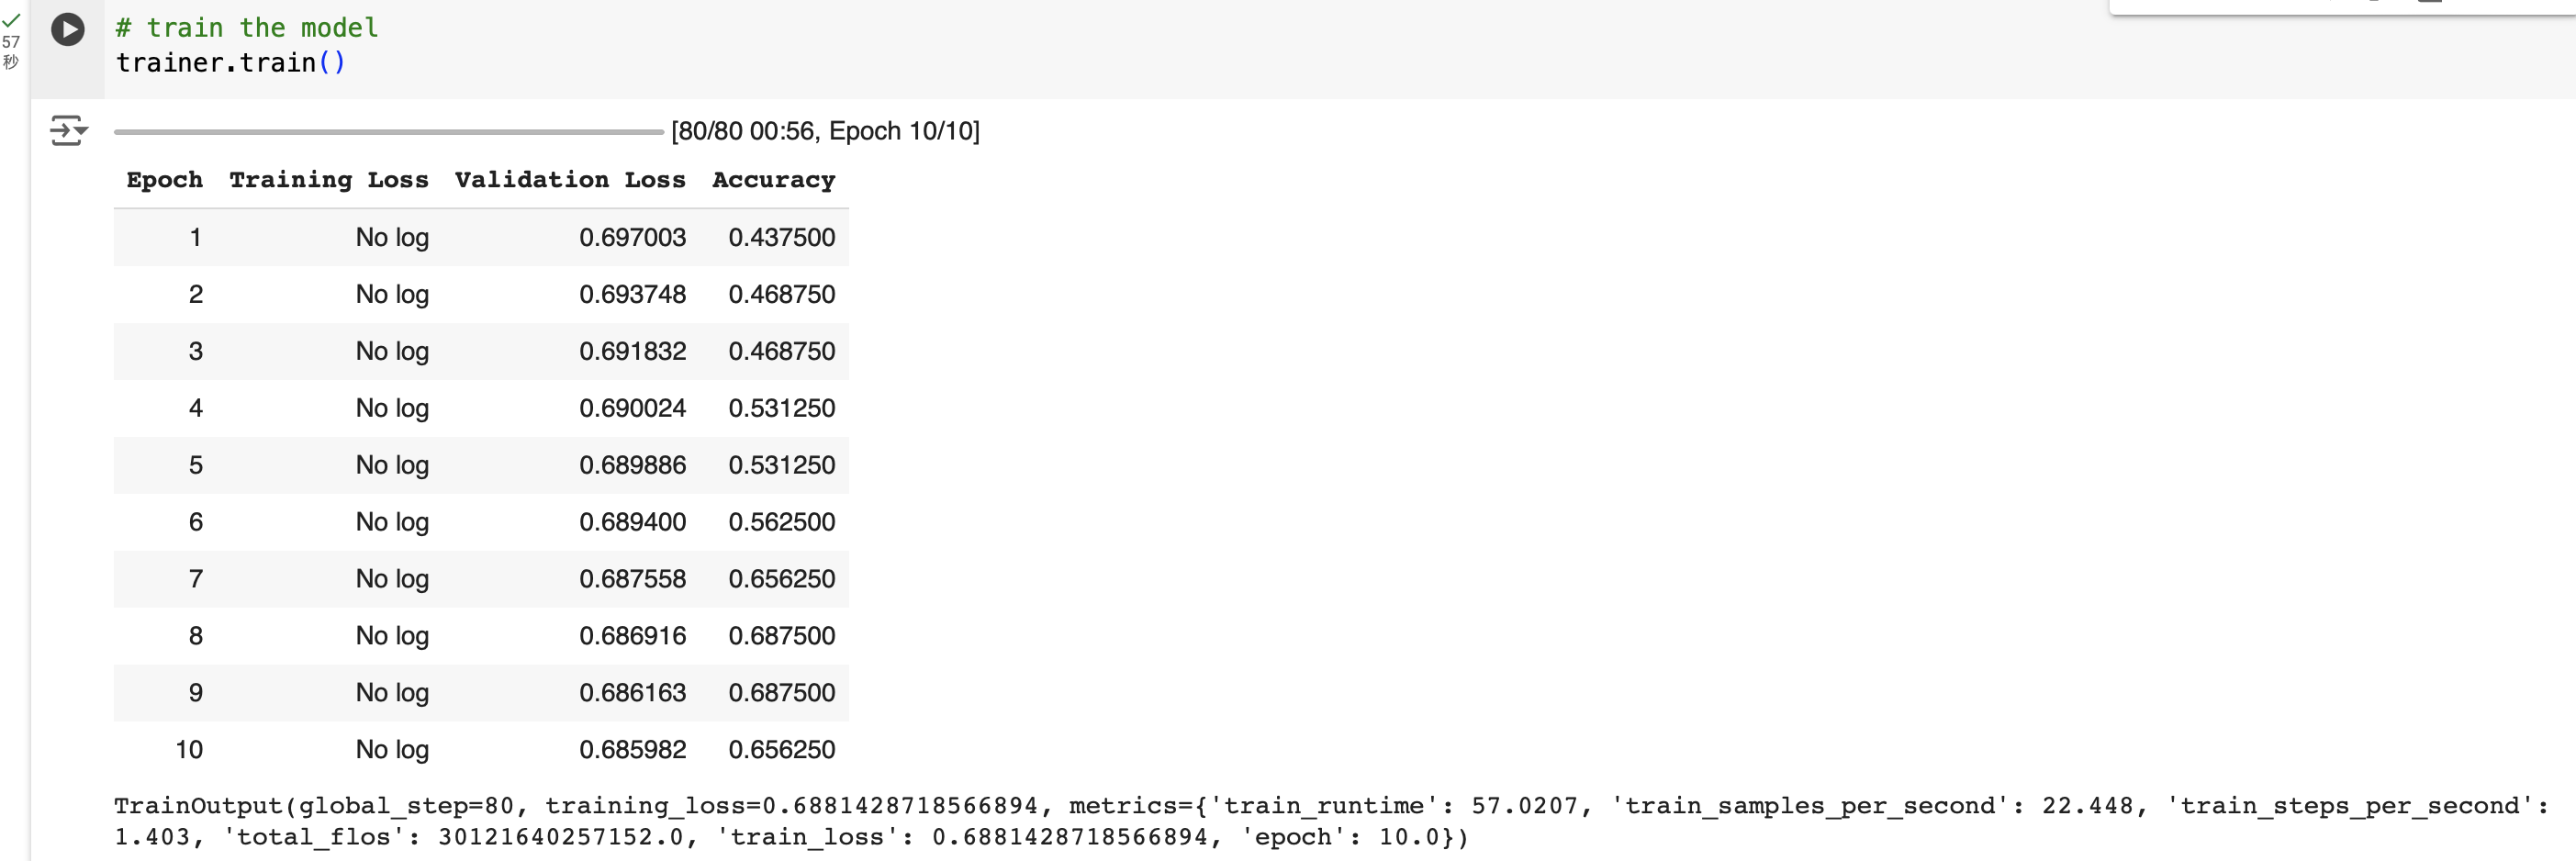 57
秒
# train the model
trainer.train()
[80/80 00:56, Epoch 10/10]
Epoch Training Loss Validation Loss Accuracy
1 No log 0.697003 0.437500
2 No log 0.693748 0.468750
3 No log 0.691832 0.468750
4 No log 0.690024 0.531250
5 No log 0.689886 0.531250
6 No log 0.689400 0.562500
7 No log 0.687558 0.656250
8 No log 0.686916 0.687500
9 No log 0.686163 0.687500
10 No log 0.685982 0.656250
TrainOutput(global_step=80, training_loss=0.6881428718566894, metrics={'train_runtime': 57.0207, 'train_samples_per_second': 22.448, 'train_steps_per_second':
1.403, 'total_flos': 30121640257152.0, 'train_loss': 0.6881428718566894, 'epoch': 10.0})